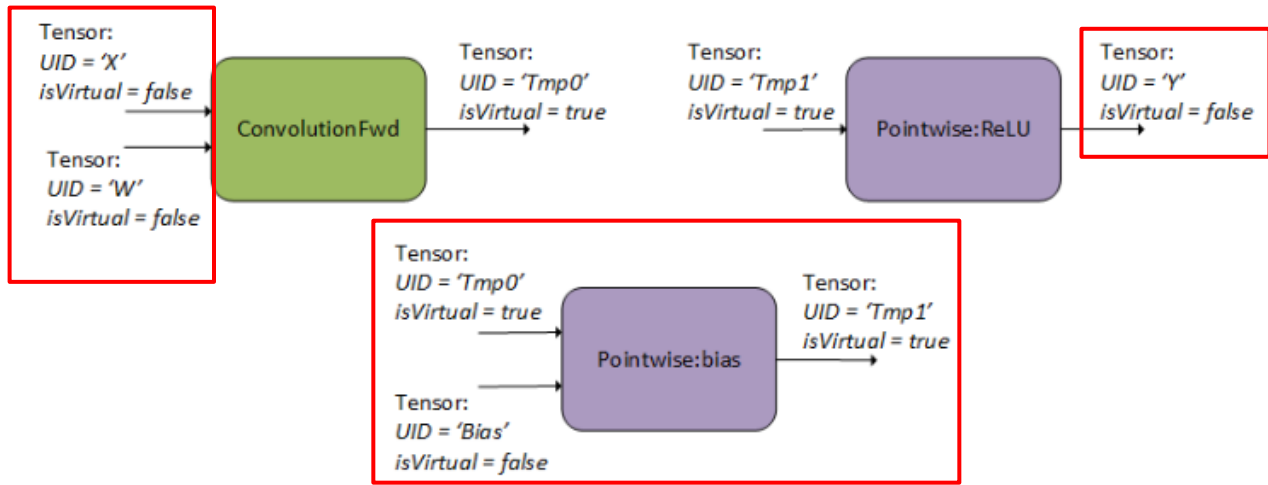 Tensor:
UID = ‘X’
isVirtual = false
Tensor:
UID = ‘W’
isVirtual = false
ConvolutionFwd
Tensor:
UID = ‘Tmp0’
isVirtual = true
Tensor:
UID = ‘Tmp1’
isVirtual = true
Pointwise:ReLU
Tensor:
UID = ‘Y’
isVirtual = false
Tensor:
UID = ‘Tmp0’
isVirtual = true
Tensor:
UID = ‘Bias’
isVirtual = false
Pointwise:bias
Tensor:
UID = ‘Tmp1’
isVirtual = true